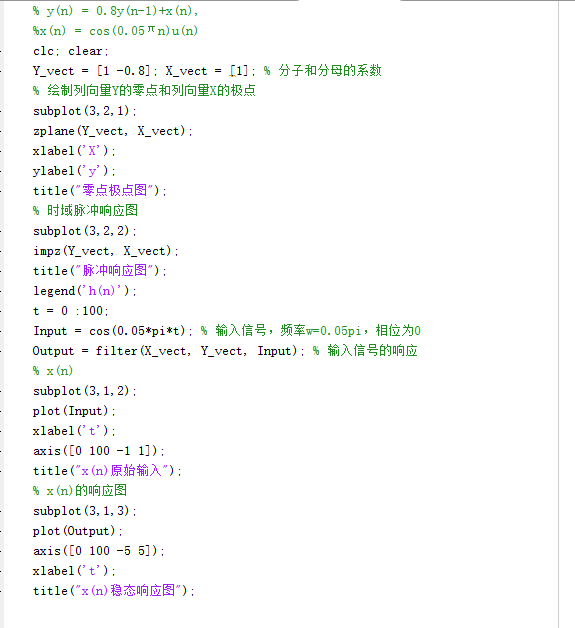 % y(n) = 0.8y(n-1)+x(n),
%x(n) = cos(0.05πn)u(n)
clc; clear;
Y_vect = [1 -0.8]; X_vect = [1]; % 分子和分母的系数
% 绘制列向量Y的零点和列向量X的极点
subplot(3,2,1);
zplane(Y_vect, X_vect);
xlabel('X');
ylabel('y');
title("零点极点图");
% 时域脉冲响应图
subplot(3,2,2);
impz(Y_vect, X_vect);
title("脉冲响应图");
legend('h(n)');
t = 0 :100;
Input = cos(0.05*pi*t); % 输入信号，频率w=0.05pi，相位为0
Output = filter(X_vect, Y_vect, Input); % 输入信号的响应
% x(n)
subplot(3,1,2);
plot(Input);
xlabel('t');
axis([0 100 -1 1]);
title("x(n)原始输入");
% x(n)的响应图
subplot(3,1,3);
plot(Output);
axis([0 100 -5 5]);
xlabel('t');
title("x(n)稳态响应图");